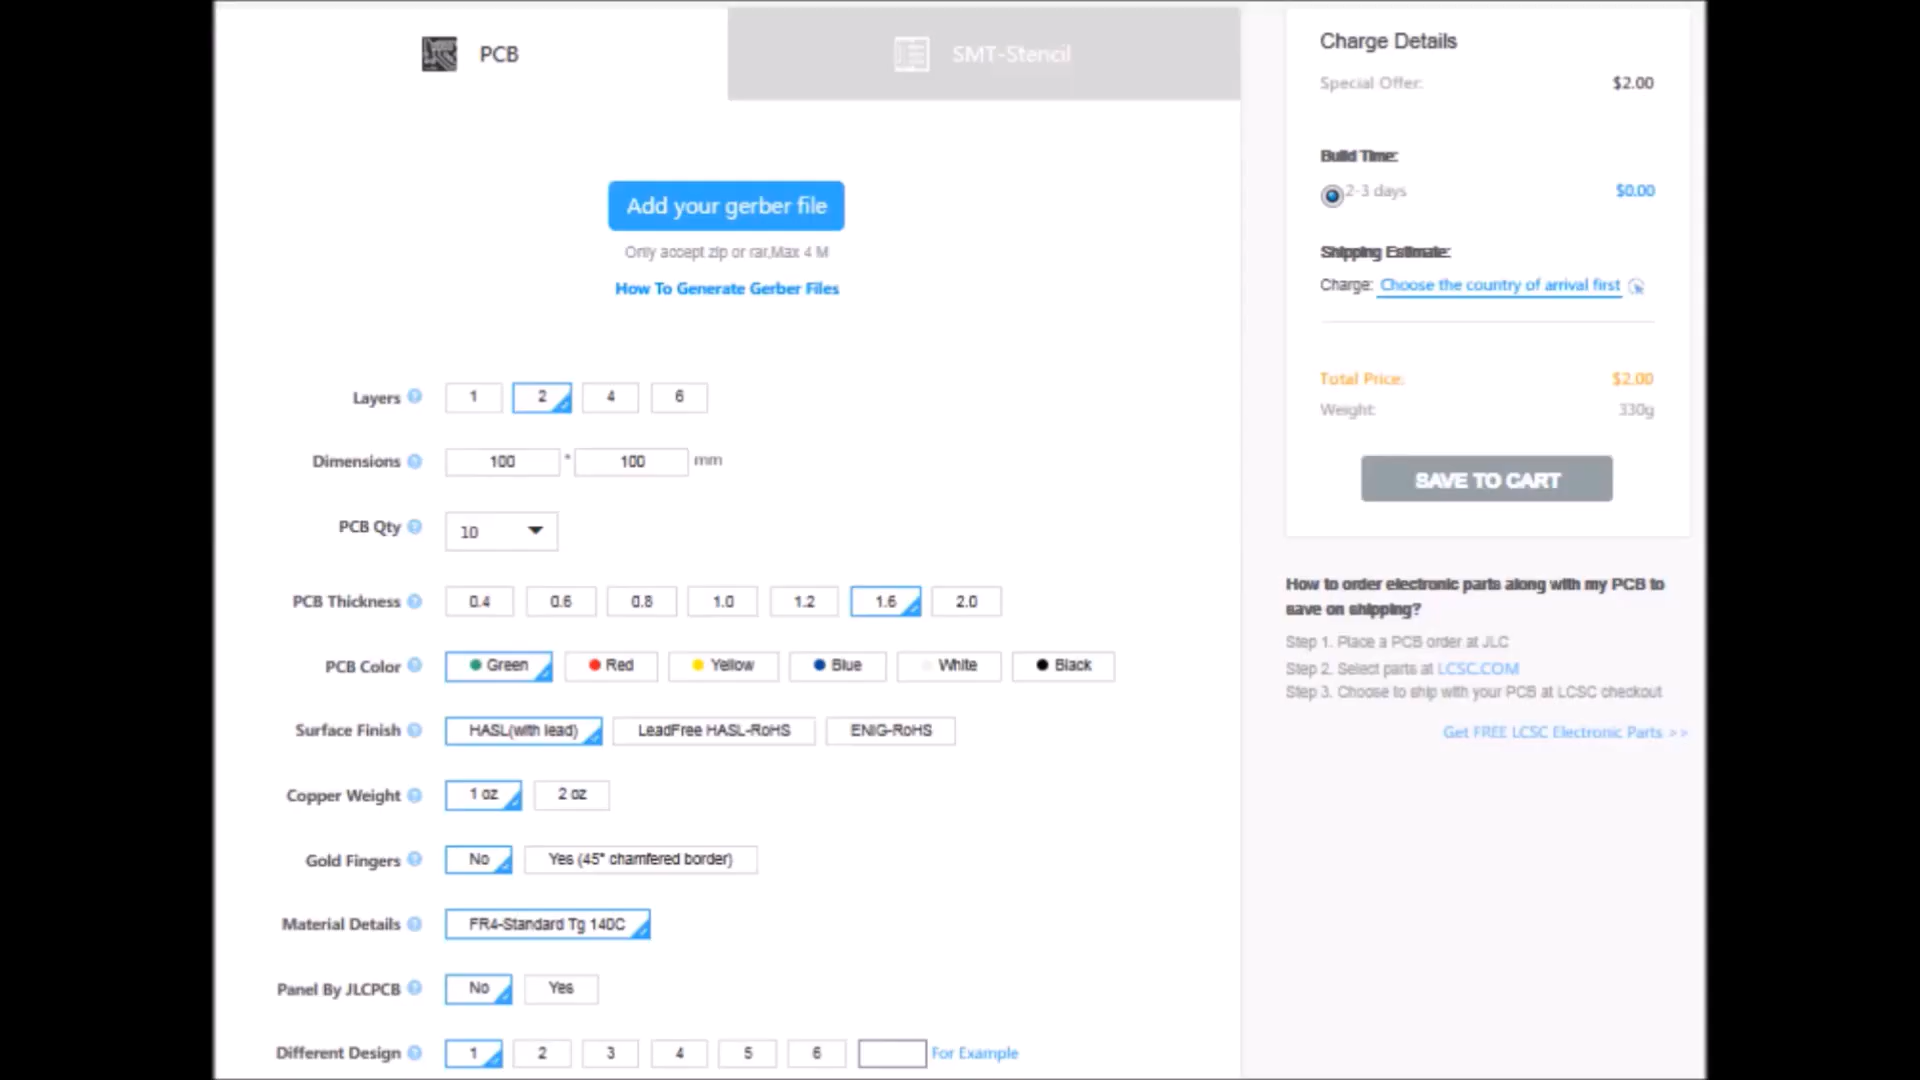 PCB
SMT-Stencil
Add your gerber file
Only accept zip or rar,Max 4 M
How To Generate Gerber Files
Layers 1 2 4 6
Dimensions 100 * 100 mm
PCB Qty 10
PCB Thickness 0.4 0.6 0.8 1.0 1.2 1.6 2.0
PCB Color Green Red Yellow Blue White Black
Surface Finish HASL(with lead) LeadFree HASL-RoHS ENIG-RoHS
Copper Weight 1 oz 2 oz
Gold Fingers No Yes (45° chamfered border)
Material Details FR4-Standard Tg 140C
Panel By JLCPCB No Yes
Different Design 1 2 3 4 5 6 For Example
Charge Details
Special Offer: $2.00
Build Time:
2-3 days $0.00
Shipping Estimate:
Charge: Choose the country of arrival first
Total Price: $2.00
Weight: 330g
SAVE TO CART
How to order electronic parts along with my PCB to
save on shipping?
Step 1. Place a PCB order at JLC
Step 2. Select parts at LCSC.COM
Step 3. Choose to ship with your PCB at LCSC checkout
Get FREE LCSC Electronic Parts >>